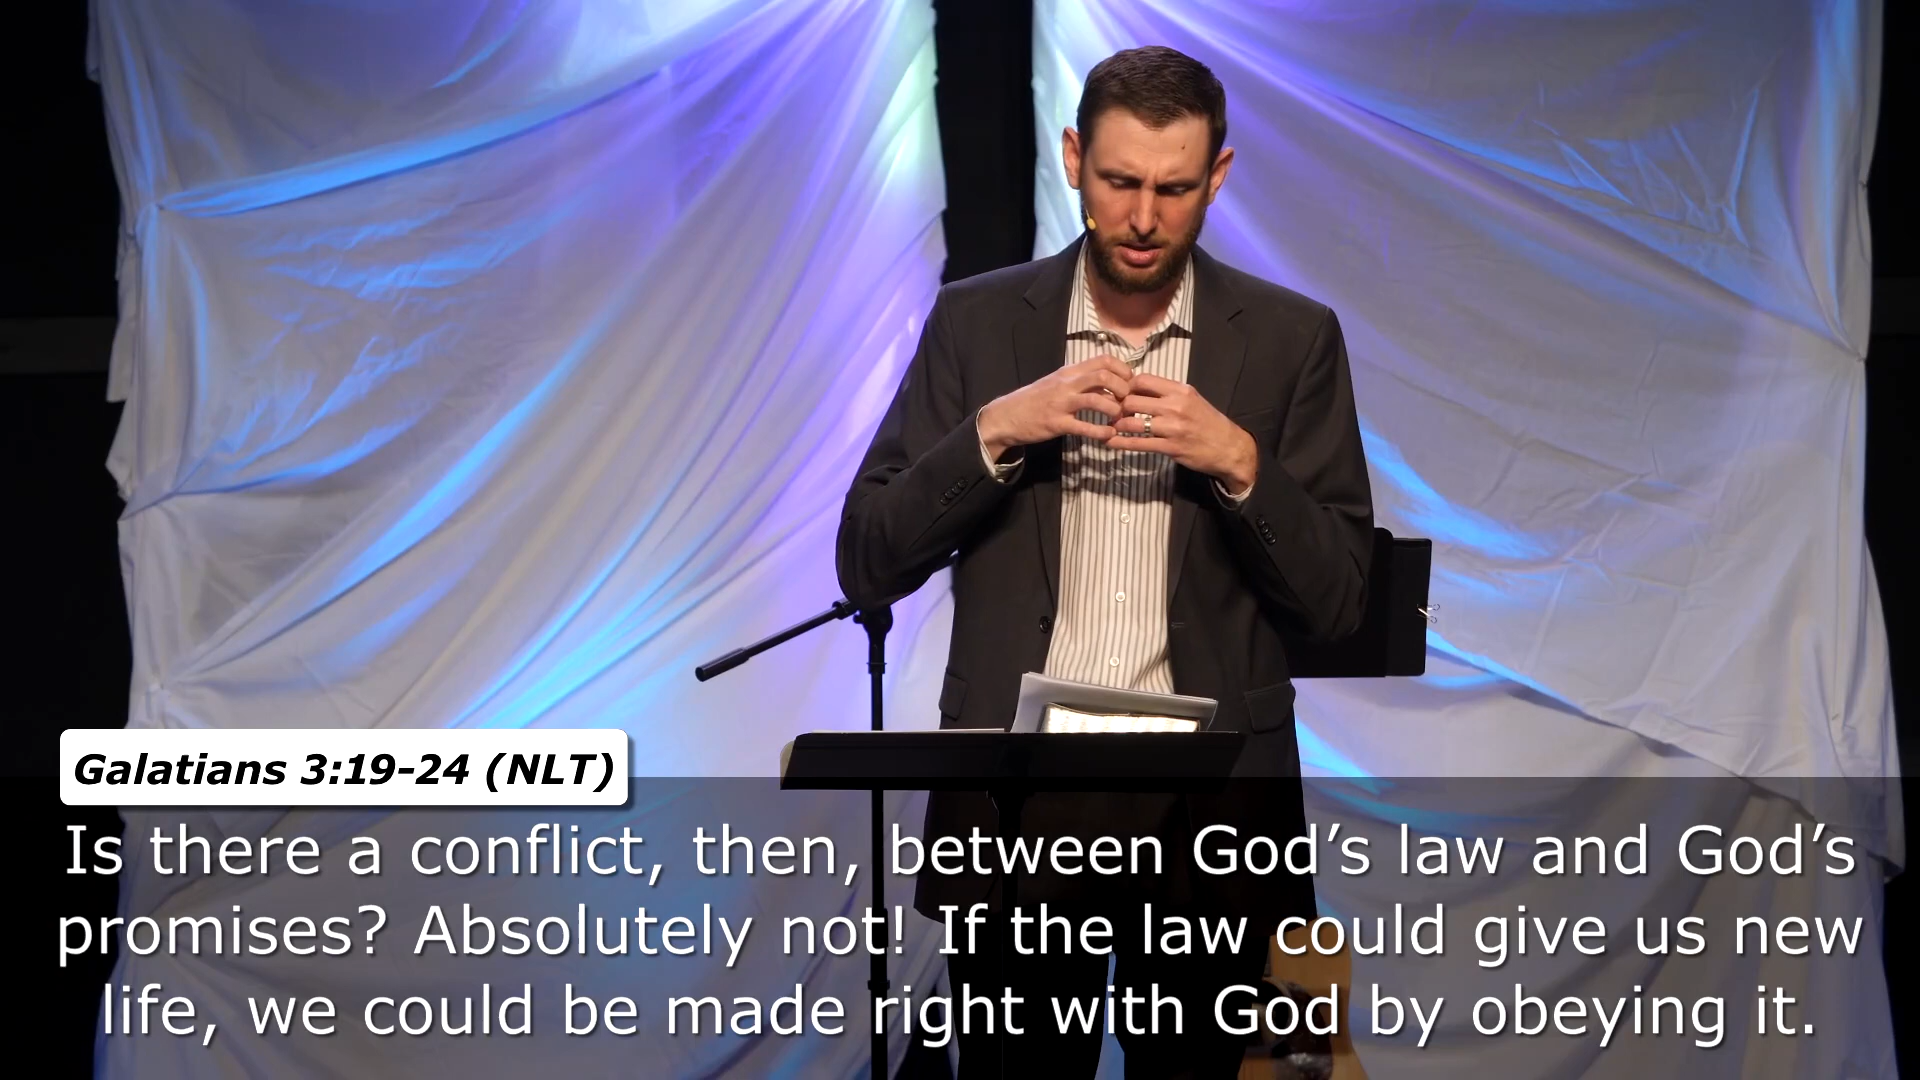 Galatians 3:19-24 (NLT)
Is there a conflict, then, between God’s law and God’s
promises? Absolutely not! If the law could give us new
life, we could be made right with God by obeying it.